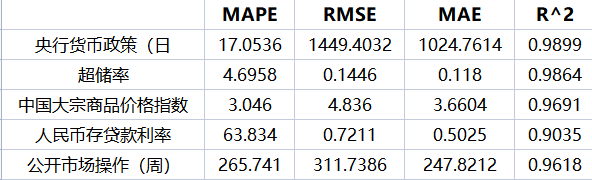 MAPE RMSE MAE R^2
央行货币政策（日 17.0536 1449.4032 1024.7614 0.9899
超储率 4.6958 0.1446 0.118 0.9864
中国大宗商品价格指数 3.046 4.836 3.6604 0.9691
人民币存贷款利率 63.834 0.7211 0.5025 0.9035
公开市场操作（周） 265.741 311.7386 247.8212 0.9618